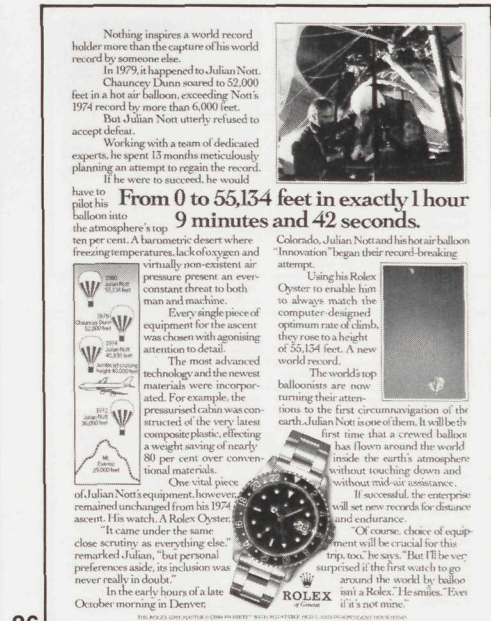 Nothing inspires a world record
holder more than the capture of his world
record by someone else.
In 1979, it happened to Julian Nott.
Chauncey Dunn soared to 52,000
feet in a hot air balloon, exceeding Nott's
1974 record by more than 6,000 feet.
But Julian Nott utterly refused to
accept defeat.
Working with a team of dedicated
experts, he spent 13 months meticulously
planning an attempt to regain the record.
If he were to succeed, he would
have to
pilot his
balloon into
the atmosphere's top
From 0 to 55,134 feet in exactly 1 hour
9 minutes and 42 seconds.
ten per cent. A barometric desert where
freezing temperatures, lack of oxygen and
virtually non-existent air
pressure present an ever-
constant threat to both
man and machine.
Every single piece of
equipment for the ascent
was chosen with agonising
attention to detail.
The most advanced
technology and the newest
materials were incorpor-
ated. For example, the
pressurised cabin was con-
structed of the very latest
composite plastic, effecting
a weight saving of nearly
80 per cent over conven-
tional materials.
One vital piece
of Julian Nott's equipment, however,
remained unchanged from his 1974
ascent. His watch. A Rolex Oyster.
"It came under the same
close scrutiny as everything else,"
remarked Julian, "but personal
preferences aside, its inclusion was
never really in doubt."
In the early hours of a late
October morning in Denver,
1980
Julian Nott
55,134 feet
1979
Chauncey Dunn
52,000 feet
1974
Julian Nott
Jumbo jet cruising
height 40,000 feet
1972
Julian Nott
Mt.
Everest
29,000 feet
Colorado, Julian Nott and his hot air balloon
"Innovation" began their record-breaking
attempt.
Using his Rolex
Oyster to enable him
to always match the
computer-designed
optimum rate of climb,
they rose to a height
of 55,134 feet. A new
world record.
The world's top
balloonists are now
turning their atten-
tions to the first circumnavigation of the
earth. Julian Nott is one of them. It will be th
first time that a crewed balloon
has flown around the world
inside the earth's atmosphere
without touching down and
without mid-air assistance.
If successful, the enterprise
will set new records for distance
and endurance.
"Of course, choice of equip-
ment will be crucial for this
trip, too," he says. "But I'll be very
surprised if the first watch to go
around the world by balloo
isn't a Rolex." He smiles. "Even
if it's not mine."
ROLEX
of Geneva
26